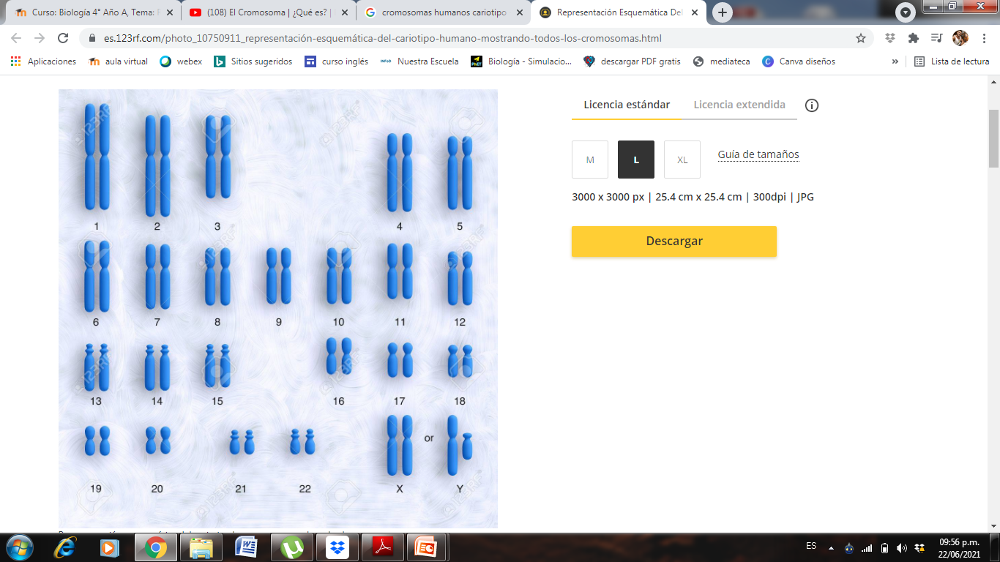 Curso: Biología 4° Año A, Tema: F
(108) El Cromosoma | ¿Qué es? |
cromosomas humanos cariotipo
Representación Esquemática Del
es.123rf.com/photo_10750911_representación-esquemática-del-cariotipo-humano-mostrando-todos-los-cromosomas.html
Aplicaciones
aula virtual
webex
Sitios sugeridos
curso inglés
Nuestra Escuela
Biología - Simulacio...
descargar PDF gratis
mediateca
Canva diseños
»
Lista de lectura
1 2 3 4 5
6 7 8 9 10 11 12
13 14 15 16 17 18
or
19 20 21 22 X Y
123RF
Licencia estándar
Licencia extendida
M L XL
Guía de tamaños
3000 x 3000 px | 25.4 cm x 25.4 cm | 300dpi | JPG
Descargar
ES
09:56 p.m.
22/06/2021